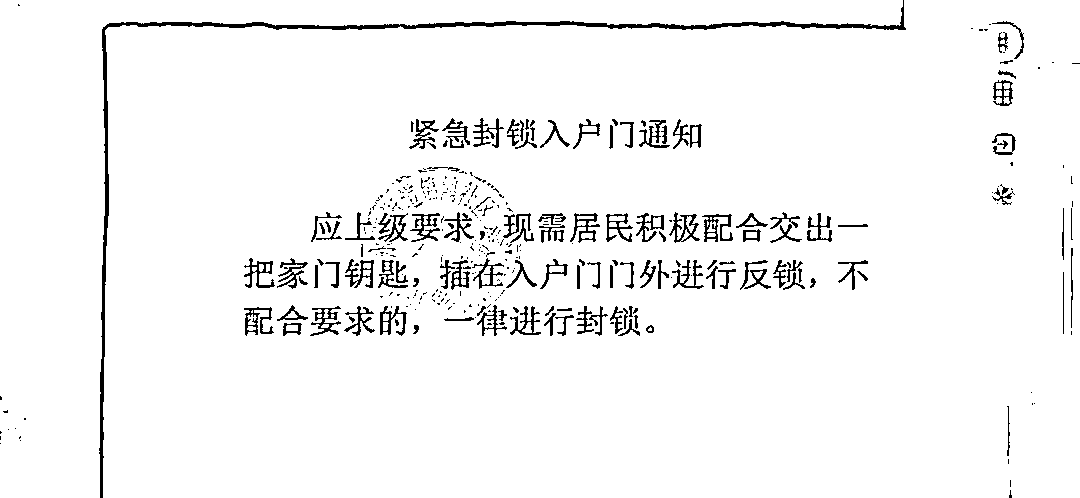 紧急封锁入户门通知
应上级要求，现需居民积极配合交出一
把家门钥匙，插在入户门门外进行反锁，不
配合要求的，一律进行封锁。